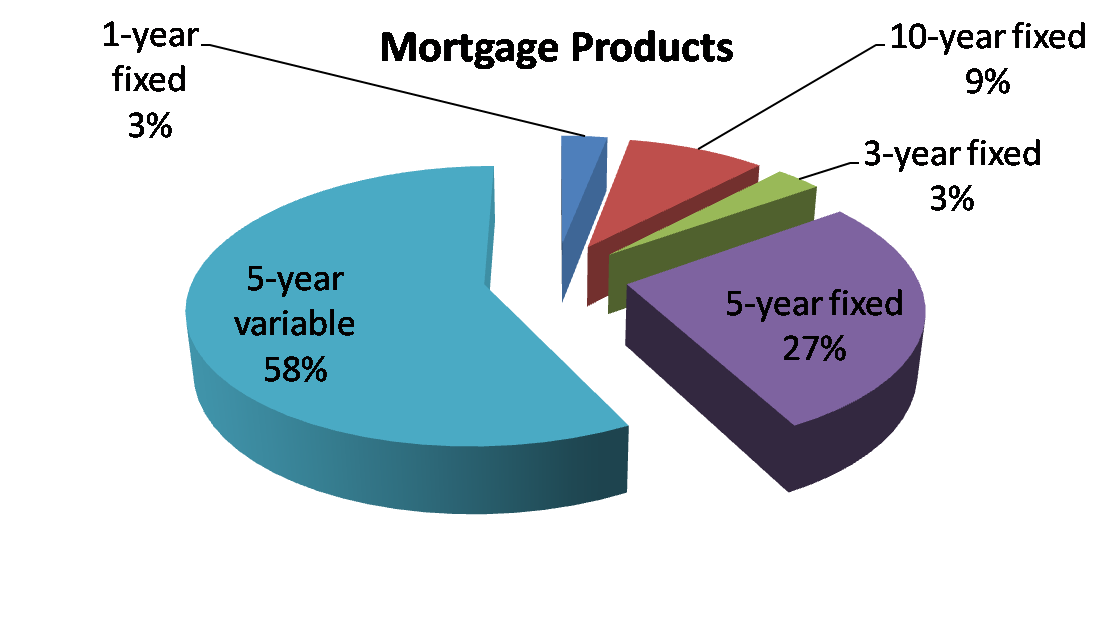 Mortgage Products
1-year
fixed
3%
10-year fixed
9%
3-year fixed
3%
5-year fixed
27%
5-year
variable
58%